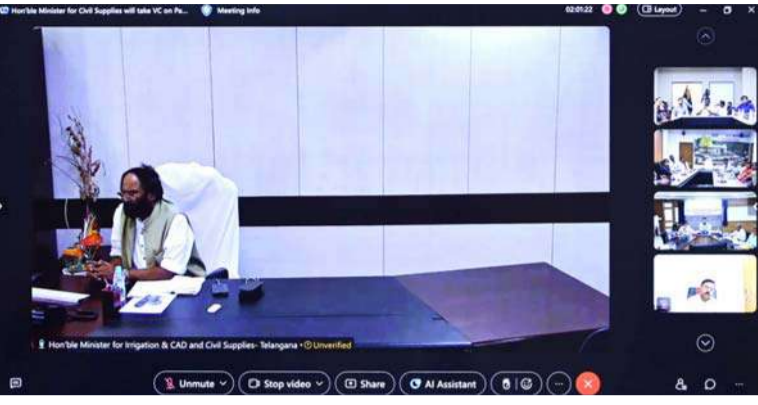 Hon'ble Minister for Civil Supplies will take VC on Pa...
Meeting info
02:01:22
Layout
Hon'ble Minister for Irrigation & CAD and Civil Supplies- Telangana • Unverified
Unmute
Stop video
Share
AI Assistant